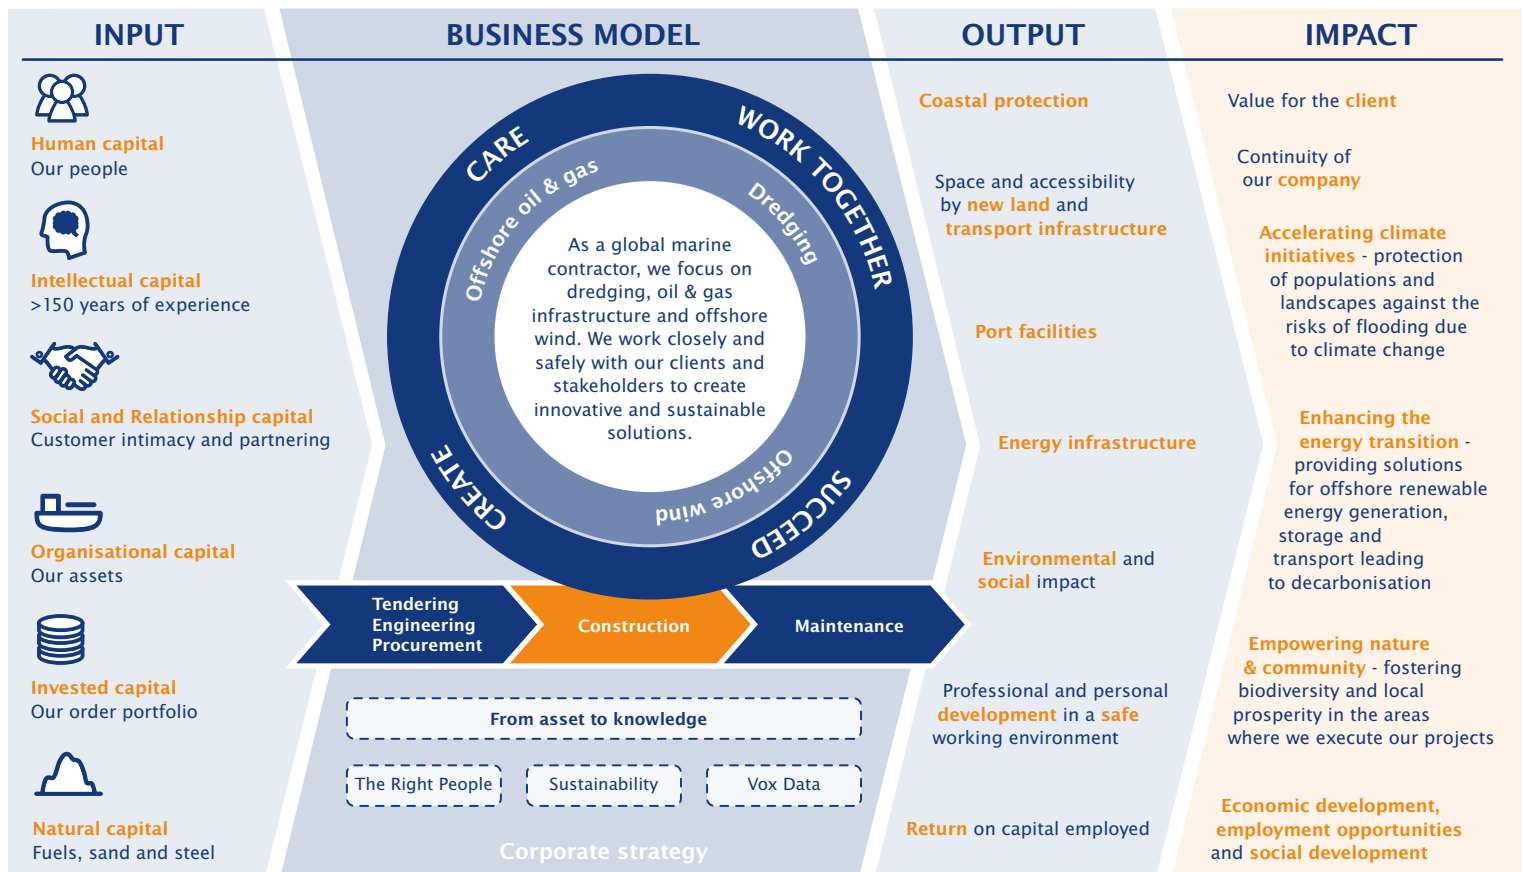 INPUT
Human capital
Our people
Intellectual capital
>150 years of experience
Social and Relationship capital
Customer intimacy and partnering
Organisational capital
Our assets
Invested capital
Our order portfolio
Natural capital
Fuels, sand and steel
BUSINESS MODEL
CARE
WORK TOGETHER
CREATE
SUCCEED
Offshore oil & gas
Dredging
Offshore wind
As a global marine
contractor, we focus on
dredging, oil & gas
infrastructure and offshore
wind. We work closely and
safely with our clients and
stakeholders to create
innovative and sustainable
solutions.
Tendering
Engineering
Procurement
Construction
Maintenance
From asset to knowledge
The Right People
Sustainability
Vox Data
Corporate strategy
OUTPUT
Coastal protection
Space and accessibility
by new land and
transport infrastructure
Port facilities
Energy infrastructure
Environmental and
social impact
Professional and personal
development in a safe
working environment
Return on capital employed
IMPACT
Value for the client
Continuity of
our company
Accelerating climate
initiatives - protection
of populations and
landscapes against the
risks of flooding due
to climate change
Enhancing the
energy transition -
providing solutions
for offshore renewable
energy generation,
storage and
transport leading
to decarbonisation
Empowering nature
& community - fostering
biodiversity and local
prosperity in the areas
where we execute our projects
Economic development,
employment opportunities
and social development